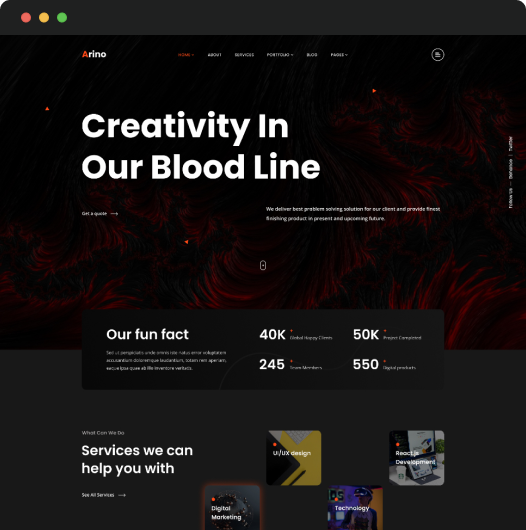 Arino
HOME
ABOUT
SERVICES
PORTFOLIO
BLOG
PAGES
Creativity In
Our Blood Line
Follow Us — Behance | Twitter
Get a quote
We deliver best problem solving solution for our client and provide finest
finishing product in present and upcoming future.
Our fun fact
Sed ut perspiciatis unde omnis iste natus error voluptatem
accusantium doloremque laudantium, totam rem aperiam,
eaque ipsa quae ab illo inventore veritatis.
40K + Global Happy Clients
50K + Project Completed
245 + Team Members
550 + Digital products
What Can We Do
Services we can
help you with
See All Services
UI/UX design
React.js
Development
Digital
Marketing
Technology